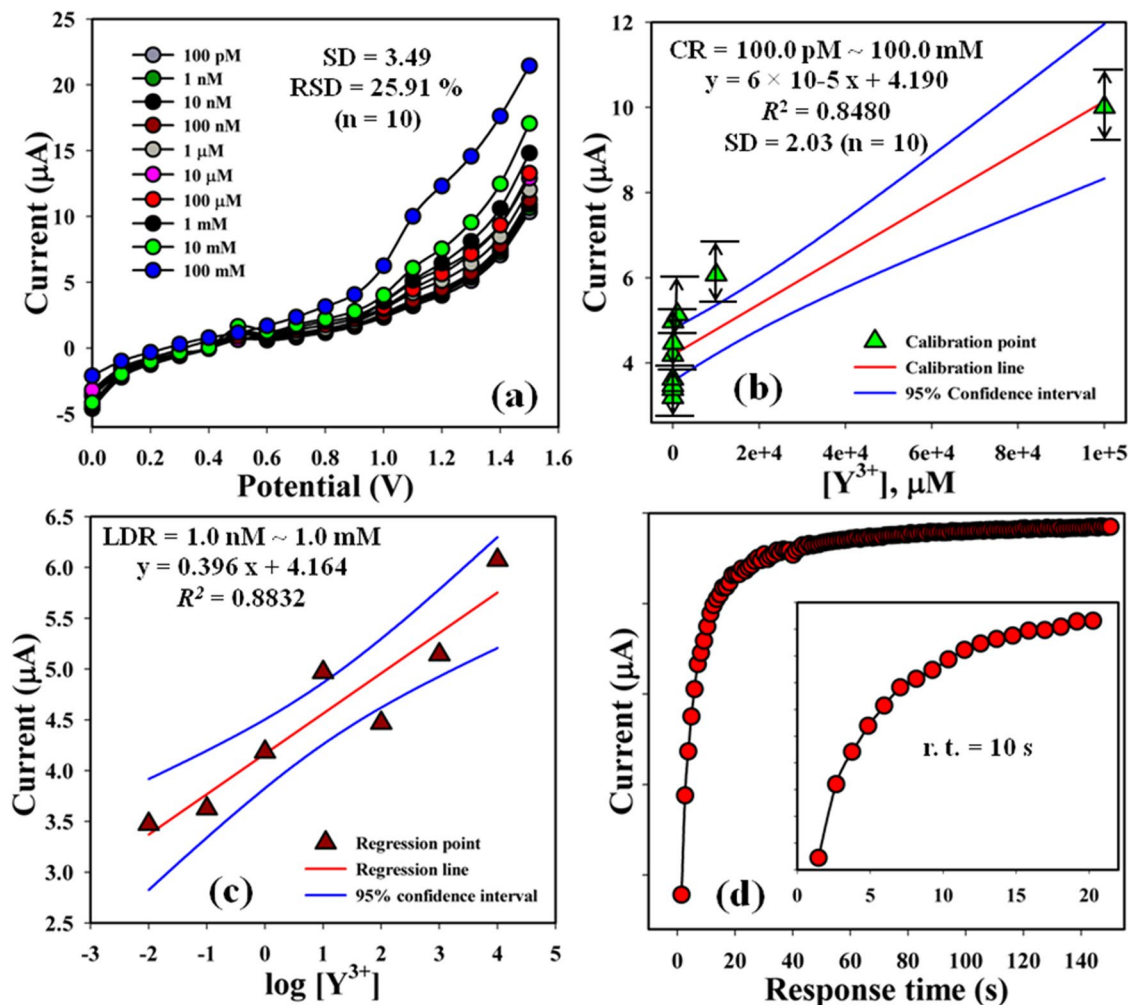 25
20
15
10
5
0
-5
Current (μA)
100 pM
1 nM
10 nM
100 nM
1 μM
10 μM
100 μM
1 mM
10 mM
100 mM
SD = 3.49
RSD = 25.91 %
(n = 10)
(a)
0.0 0.2 0.4 0.6 0.8 1.0 1.2 1.4 1.6
Potential (V)
12
10
8
6
4
Current (μA)
CR = 100.0 pM ~ 100.0 mM
y = 6 × 10-5 x + 4.190
R² = 0.8480
SD = 2.03 (n = 10)
(b)
Calibration point
Calibration line
95% Confidence interval
0 2e+4 4e+4 6e+4 8e+4 1e+5
[Y³⁺], μM
6.5
6.0
5.5
5.0
4.5
4.0
3.5
3.0
2.5
Current (μA)
LDR = 1.0 nM ~ 1.0 mM
y = 0.396 x + 4.164
R² = 0.8832
(c)
Regression point
Regression line
95% confidence interval
-3 -2 -1 0 1 2 3 4 5
log [Y³⁺]
Current (μA)
r. t. = 10 s
0 5 10 15 20
(d)
0 20 40 60 80 100 120 140
Response time (s)